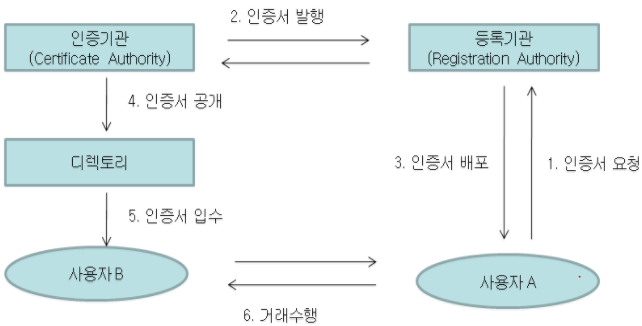 2. 인증서 발행
인증기관
(Certificate Authority)
등록기관
(Registration Authority)
4. 인증서 공개
디렉토리
3. 인증서 배포
1. 인증서 요청
5. 인증서 입수
사용자 B
사용자 A
6. 거래수행